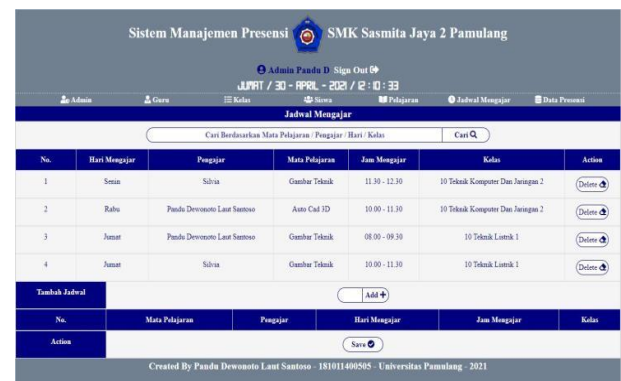 Sistem Manajemen Presensi SMK Sasmita Jaya 2 Pamulang
Admin Pandu D Sign Out
JUMAT / 30 - APRIL - 2021 / 12 : 10 : 33
Admin Guru Kelas Siswa Pelajaran Jadwal Mengajar Data Presensi
Jadwal Mengajar
Cari Berdasarkan Mata Pelajaran / Pengajar / Hari / Kelas Cari
No. Hari Mengajar Pengajar Mata Pelajaran Jam Mengajar Kelas Action
1 Senin Silvia Gambar Teknik 11.30 - 12.30 10 Teknik Komputer Dan Jaringan 2 Delete
2 Rabu Pandu Dewonoto Laut Santoso Auto Cad 3D 10.00 - 11.30 10 Teknik Komputer Dan Jaringan 2 Delete
3 Jumat Pandu Dewonoto Laut Santoso Gambar Teknik 08.00 - 09.30 10 Teknik Listrik 1 Delete
4 Jumat Silvia Gambar Teknik 10.00 - 11.30 10 Teknik Listrik 1 Delete
Tambah Jadwal Add
No. Mata Pelajaran Pengajar Hari Mengajar Jam Mengajar Kelas
Action Save
Created By Pandu Dewonoto Laut Santoso - 181011400505 - Universitas Pamulang - 2021